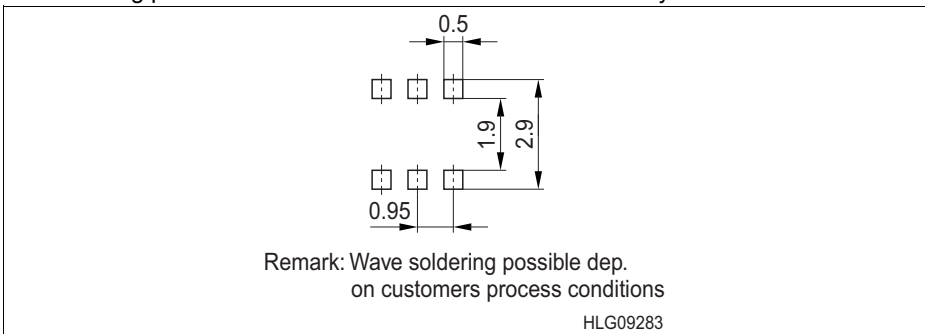 0.5
1.9
2.9
0.95
Remark: Wave soldering possible dep.
on customers process conditions
HLG09283